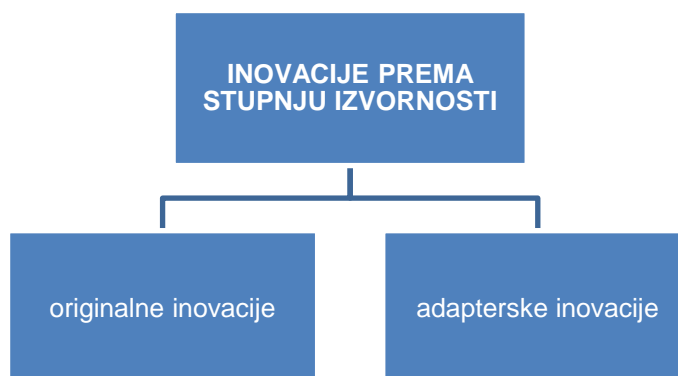 INOVACIJE PREMA
STUPNJU IZVORNOSTI
originalne inovacije
adapterske inovacije